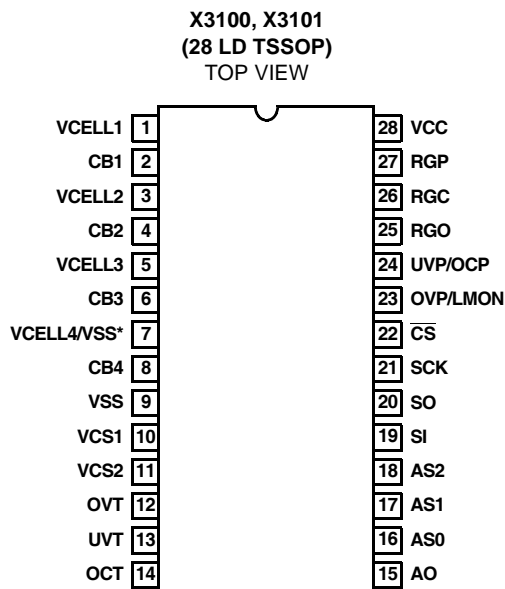 X3100, X3101
(28 LD TSSOP)
TOP VIEW
VCELL1 1 28 VCC
CB1 2 27 RGP
VCELL2 3 26 RGC
CB2 4 25 RGO
VCELL3 5 24 UVP/OCP
CB3 6 23 OVP/LMON
VCELL4/VSS* 7 22 CS
CB4 8 21 SCK
VSS 9 20 SO
VCS1 10 19 SI
VCS2 11 18 AS2
OVT 12 17 AS1
UVT 13 16 AS0
OCT 14 15 AO